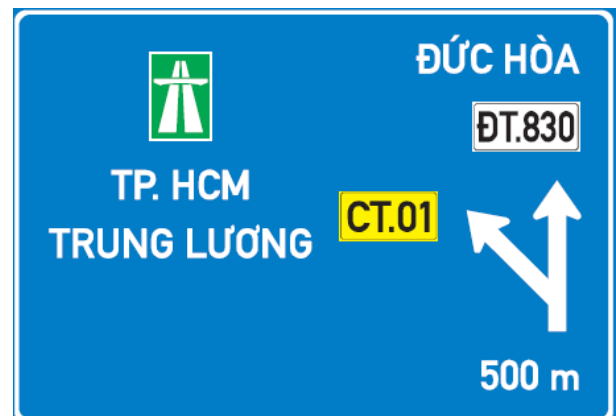 ĐỨC HÒA
ĐT.830
TP. HCM
TRUNG LƯƠNG
CT.01
500 m